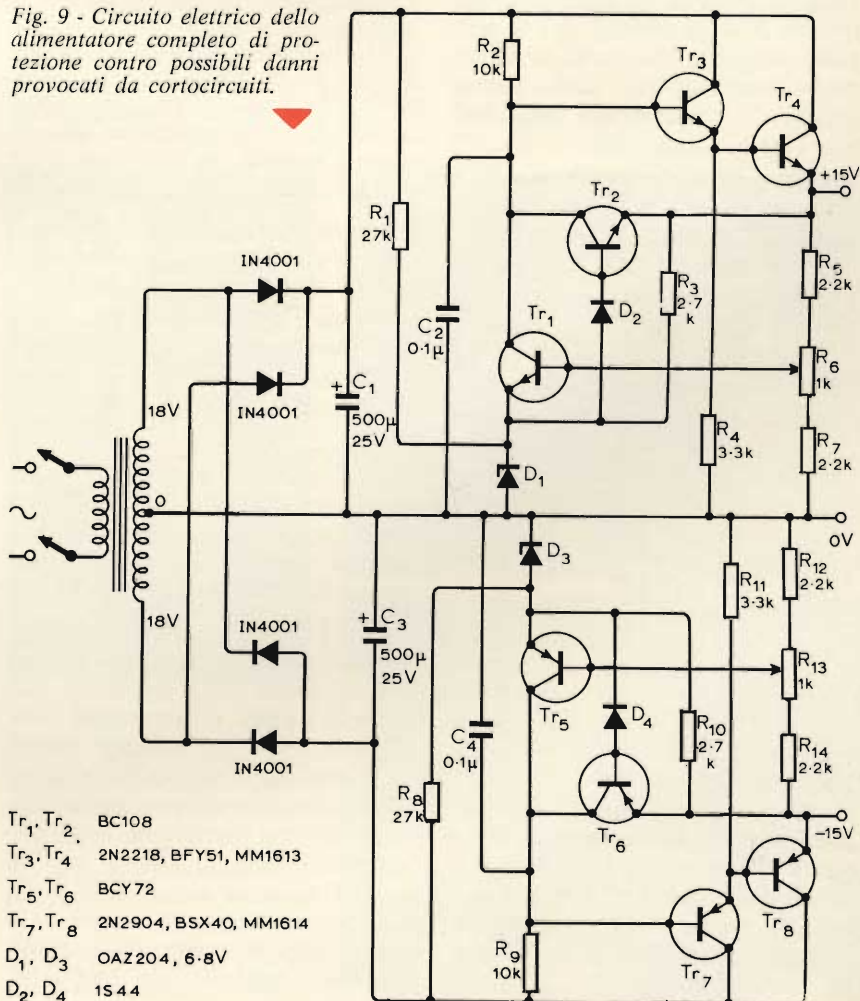 Fig. 9 - Circuito elettrico dello
alimentatore completo di pro-
tezione contro possibili danni
provocati da cortocircuiti.
R2
10k
Tr3
Tr4
+15V
R1
27k
Tr2
IN4001
R5
2·2k
R3
2·7
k
D2
Tr1
C2
0·1μ
R6
1k
+ C1
500μ
25V
IN4001
18V
R4
3·3k
R7
2·2k
D1
0
0V
D3
R12
2·2k
R11
3·3k
18V
IN4001
+ C3
500μ
25V
R13
1k
Tr5
D4
R10
2·7
k
C4
0·1μ
R14
2·2k
IN4001
R8
27k
Tr6
-15V
Tr1, Tr2 BC108
Tr3, Tr4 2N2218, BFY51, MM1613
Tr5, Tr6 BCY72
Tr7, Tr8 2N2904, BSX40, MM1614
D1, D3 OAZ204, 6·8V
D2, D4 1S44
R9
10k
Tr7
Tr8